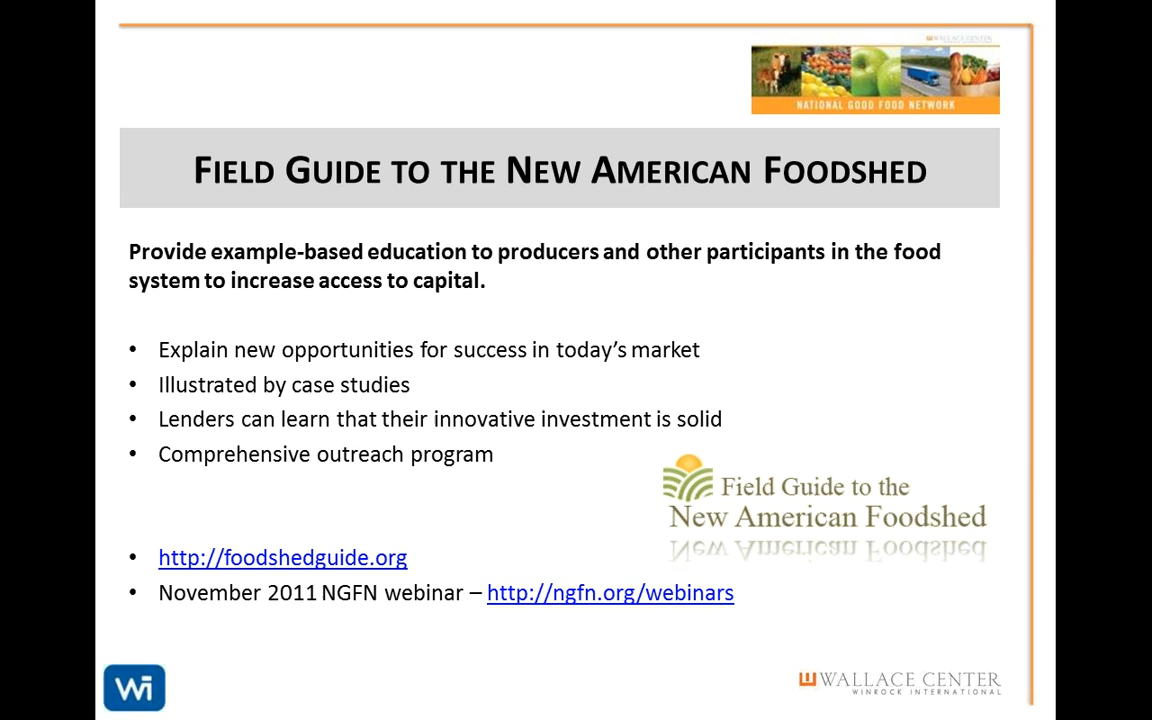 WALLACE CENTER
NATIONAL GOOD FOOD NETWORK
FIELD GUIDE TO THE NEW AMERICAN FOODSHED
Provide example-based education to producers and other participants in the food
system to increase access to capital.
• Explain new opportunities for success in today's market
• Illustrated by case studies
• Lenders can learn that their innovative investment is solid
• Comprehensive outreach program
Field Guide to the
New American Foodshed
• http://foodshedguide.org
• November 2011 NGFN webinar – http://ngfn.org/webinars
Wi
WALLACE CENTER
WINROCK INTERNATIONAL